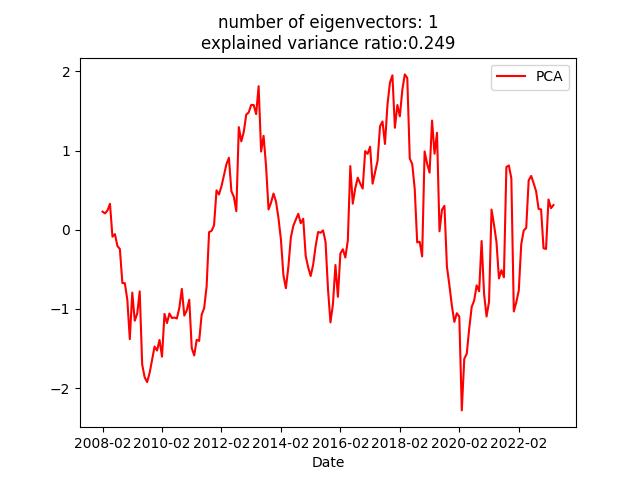 number of eigenvectors: 1
explained variance ratio:0.249
PCA
2
1
0
−1
−2
2008-02 2010-02 2012-02 2014-02 2016-02 2018-02 2020-02 2022-02
Date